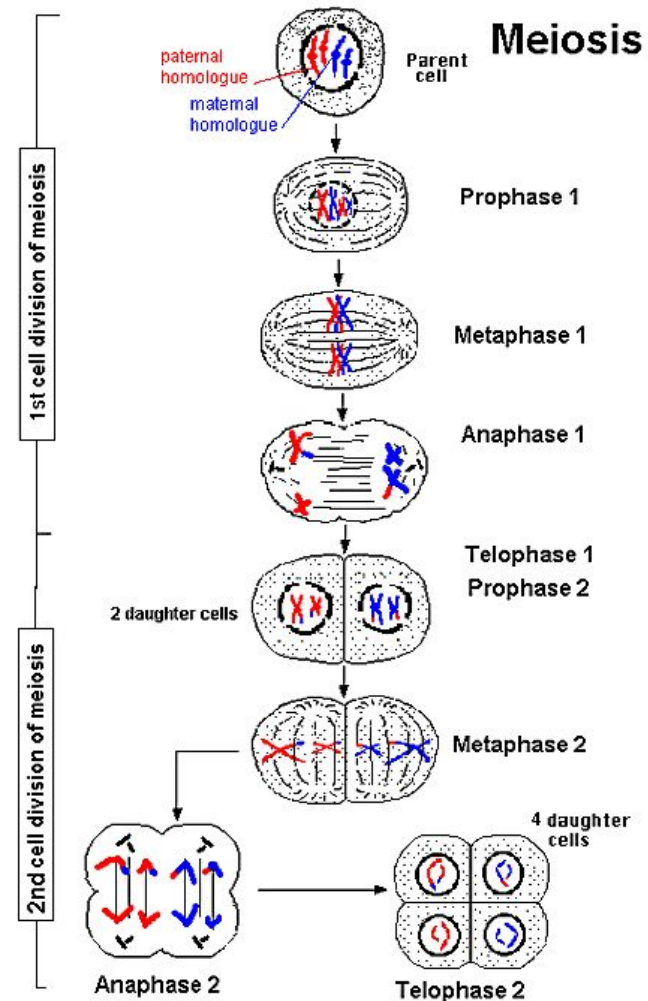 Meiosis
paternal
homologue
maternal
homologue
Parent
cell
1st cell division of meiosis
Prophase 1
Metaphase 1
Anaphase 1
Telophase 1
Prophase 2
2 daughter cells
2nd cell division of meiosis
Metaphase 2
4 daughter
cells
Anaphase 2
Telophase 2